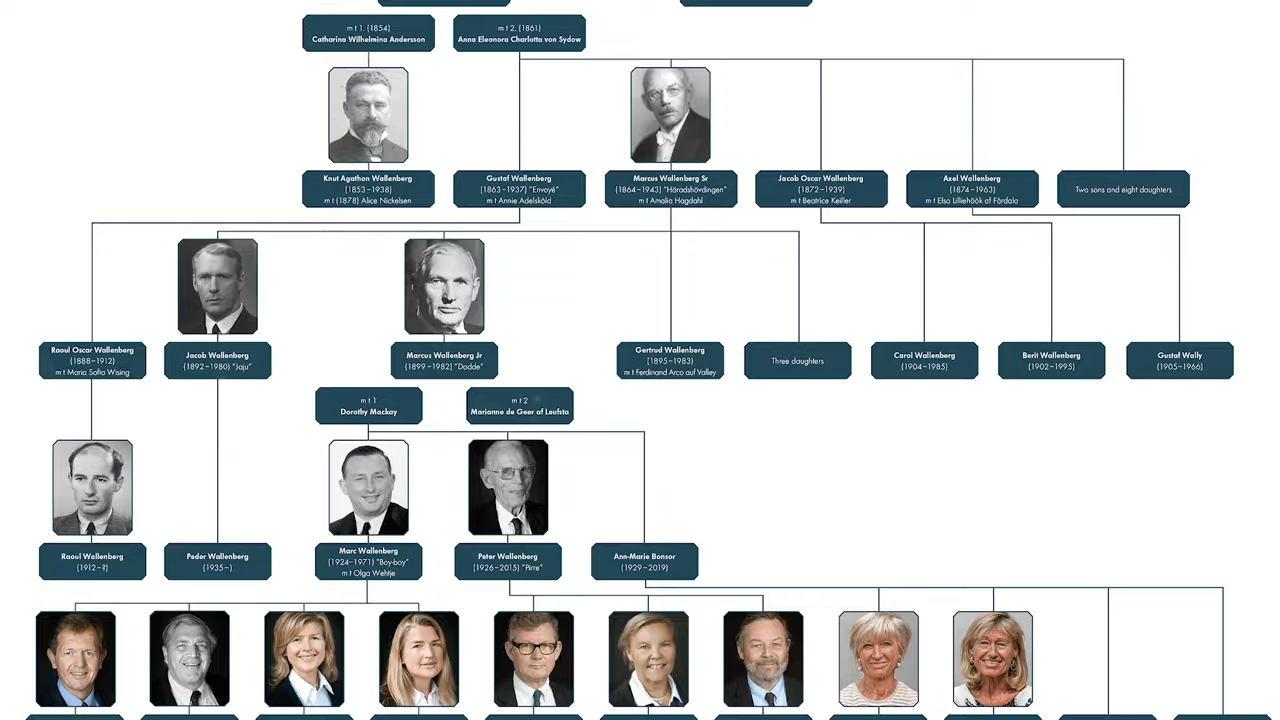 m t 1. (1854)
Catharina Wilhelmina Andersson
m t 2. (1861)
Anna Eleonora Charlotta von Sydow
Knut Agathon Wallenberg
(1853–1938)
m t (1878) Alice Nickelsen
Gustaf Wallenberg
(1863–1937) "Envoyé"
m t Annie Adelsköld
Marcus Wallenberg Sr
(1864–1943) "Häradshövdingen"
m t Amalia Hagdahl
Jacob Oscar Wallenberg
(1872–1939)
m t Beatrice Keiller
Axel Wallenberg
(1874–1963)
m t Elsa Lilliehöök af Fårdala
Two sons and eight daughters
Raoul Oscar Wallenberg
(1888–1912)
m t Maria Sofia Wising
Jacob Wallenberg
(1892–1980) "Juju"
Marcus Wallenberg Jr
(1899–1982) "Dodde"
Gertrud Wallenberg
(1895–1983)
m t Ferdinand Arco auf Valley
Three daughters
Carol Wallenberg
(1904–1985)
Berit Wallenberg
(1902–1995)
Gustaf Wally
(1905–1966)
m t 1
Dorothy Mackay
m t 2
Marianne de Geer af Leufsta
Raoul Wallenberg
(1912–?)
Peder Wallenberg
(1935–)
Marc Wallenberg
(1924–1971) "Boy-boy"
m t Olga Wehtje
Peter Wallenberg
(1926–2015) "Pirre"
Ann-Marie Bonsor
(1929–2019)